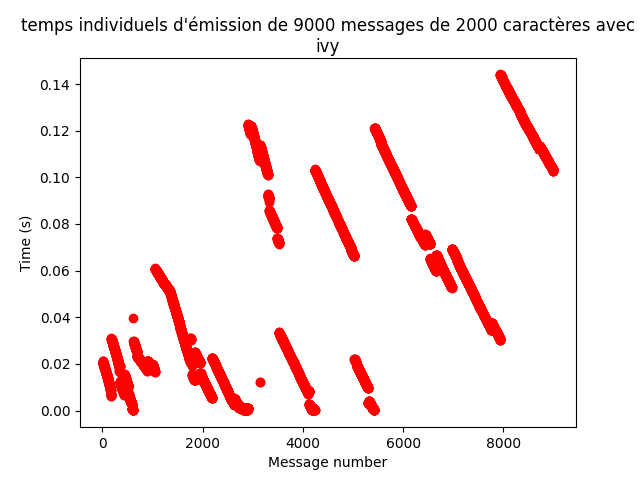 temps individuels d'émission de 9000 messages de 2000 caractères avec
ivy
0.14
0.12
0.10
0.08
0.06
0.04
0.02
0.00
Time (s)
0 2000 4000 6000 8000
Message number